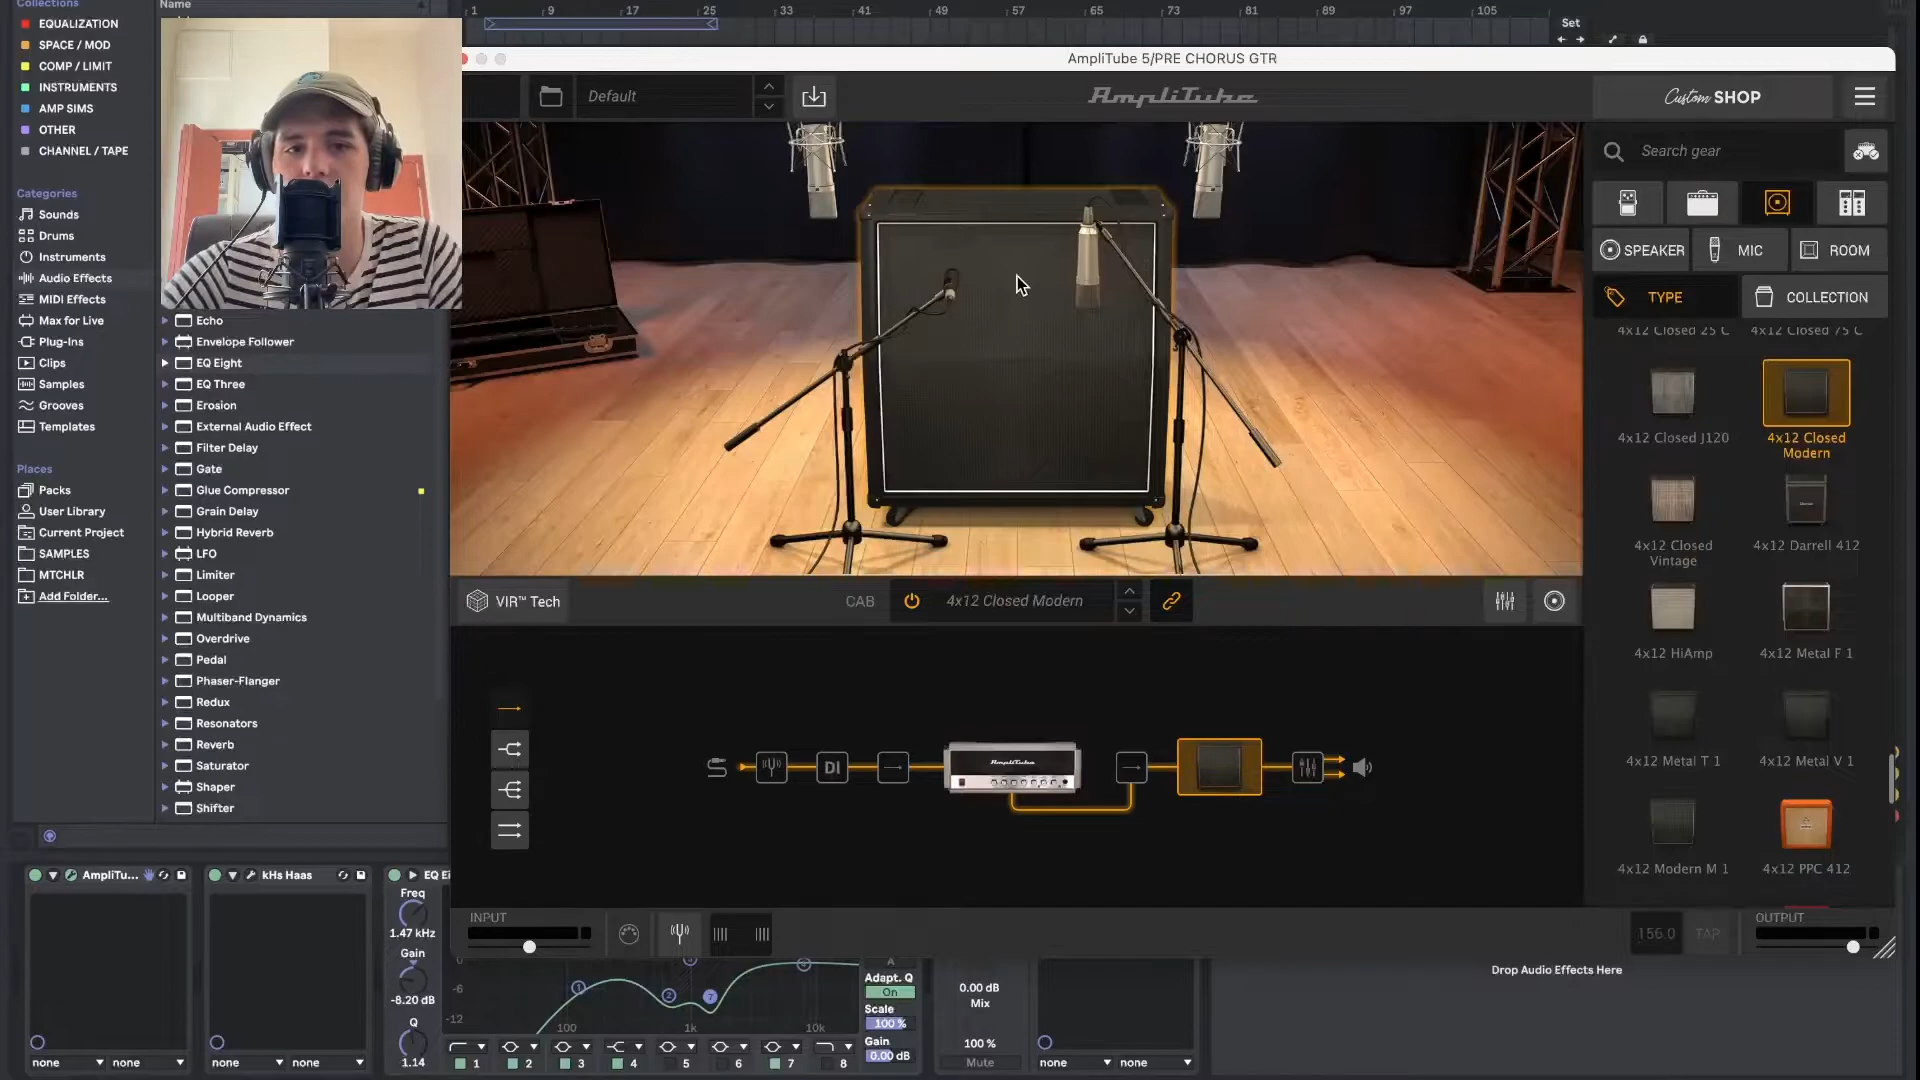 Collections
EQUALIZATION
SPACE / MOD
COMP / LIMIT
INSTRUMENTS
AMP SIMS
OTHER
CHANNEL / TAPE
Categories
Sounds
Drums
Instruments
Audio Effects
MIDI Effects
Max for Live
Plug-Ins
Clips
Samples
Grooves
Templates
Places
Packs
User Library
Current Project
SAMPLES
MTCHLR
Add Folder...
Name
Echo
Envelope Follower
EQ Eight
EQ Three
Erosion
External Audio Effect
Filter Delay
Gate
Glue Compressor
Grain Delay
Hybrid Reverb
LFO
Limiter
Looper
Multiband Dynamics
Overdrive
Pedal
Phaser-Flanger
Redux
Resonators
Reverb
Saturator
Shaper
Shifter
1 9 17 25 33 41 49 57 65 73 81 89 97 105
Set
AmpliTube 5/PRE CHORUS GTR
Default
AmpliTube
Custom SHOP
Search gear
SPEAKER MIC ROOM
TYPE COLLECTION
4x12 Closed 25 C 4x12 Closed 75 C
4x12 Closed J120
4x12 Closed Modern
4x12 Closed Vintage
4x12 Darrell 412
4x12 HiAmp
4x12 Metal F 1
4x12 Metal T 1
4x12 Metal V 1
4x12 Modern M 1
4x12 PPC 412
VIR™ Tech
CAB
4x12 Closed Modern
DI
AmpliTube
INPUT
156.0 TAP
OUTPUT
AmpliTu...
none none
kHs Haas
none none
EQ Ei
Freq
1.47 kHz
Gain
-8.20 dB
Q
1.14
-6
-12
100 1k 10k
1 2 7
1 2 3 4 5 6 7 8
A
Adapt. Q
On
Scale
100 %
Gain
0.00 dB
0.00 dB
Mix
100 %
Mute
none none
Drop Audio Effects Here